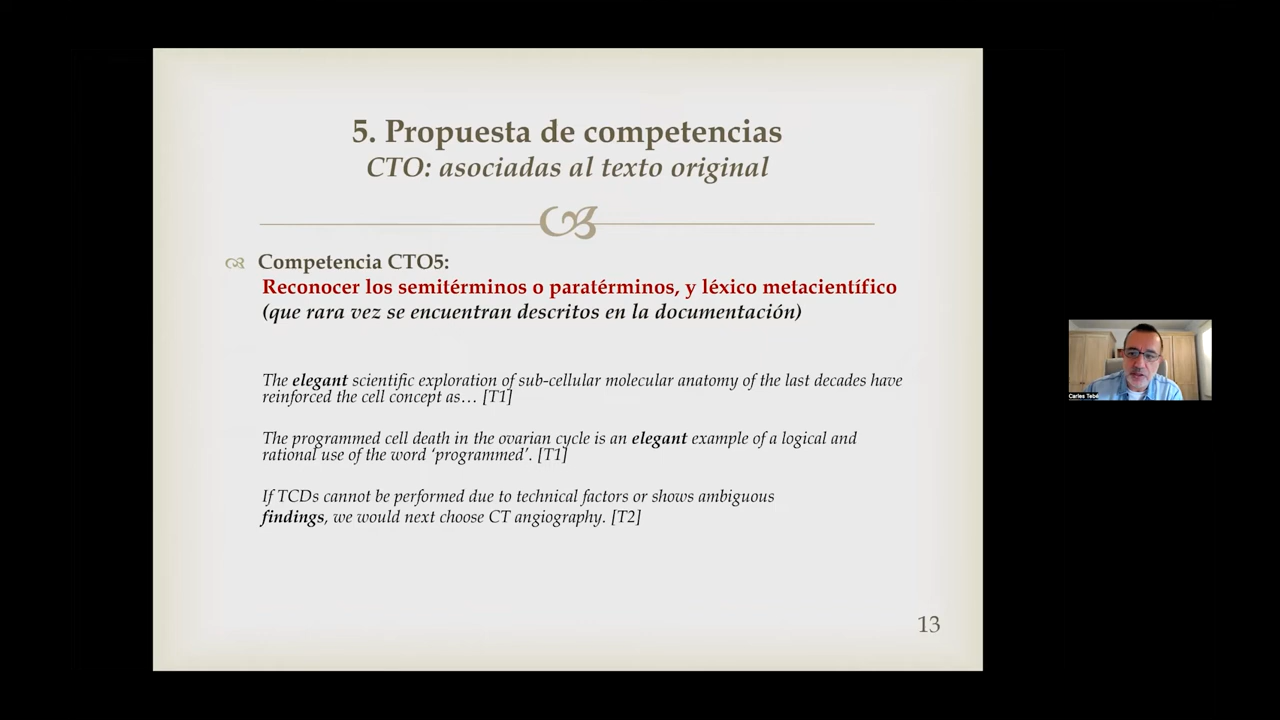 5. Propuesta de competencias
CTO: asociadas al texto original
Competencia CTO5:
Reconocer los semitérminos o paratérminos, y léxico metacientífico
(que rara vez se encuentran descritos en la documentación)
The elegant scientific exploration of sub-cellular molecular anatomy of the last decades have
reinforced the cell concept as… [T1]
The programmed cell death in the ovarian cycle is an elegant example of a logical and
rational use of the word ‘programmed’. [T1]
If TCDs cannot be performed due to technical factors or shows ambiguous
findings, we would next choose CT angiography. [T2]
13
Carles Tebé